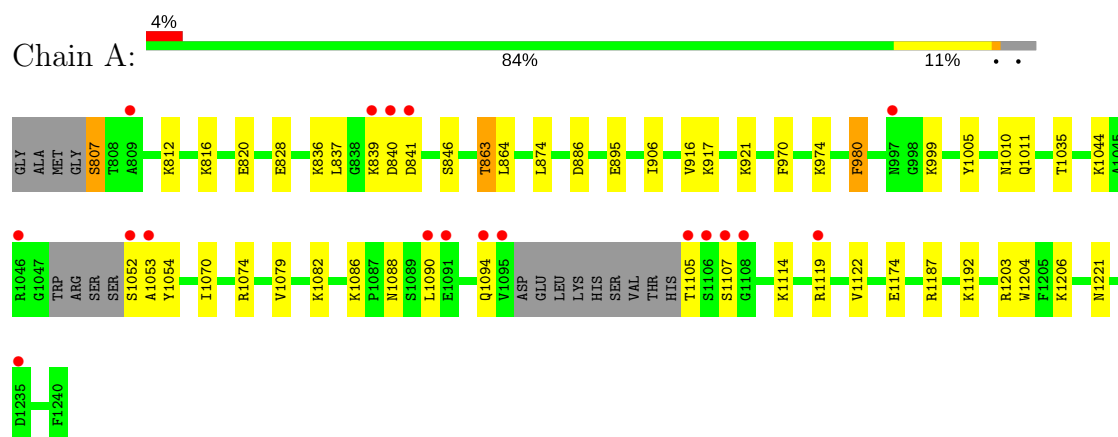 4%
Chain A:
84% 11% • •
GLY ALA MET GLY S807 T808 A809 K812 K816 E820 E828 K836 L837 G838 K839 D840 D841 S846 T863 L864 L874 D886 E895 I906 V916 K917 K921 F970 K974 F980 N997 G998 K999 Y1005 N1010 Q1011 T1035 K1044 A1045
R1046 G1047 TRP ARG SER SER S1052 A1053 Y1054 I1070 R1074 V1079 K1082 K1086 P1087 N1088 S1089 L1090 E1091 Q1094 V1095 ASP GLU LEU LYS HIS SER VAL THR HIS T1105 S1106 S1107 G1108 K1114 R1119 V1122 E1174 R1187 K1192 R1203 W1204 F1205 K1206 N1221
D1235 F1240